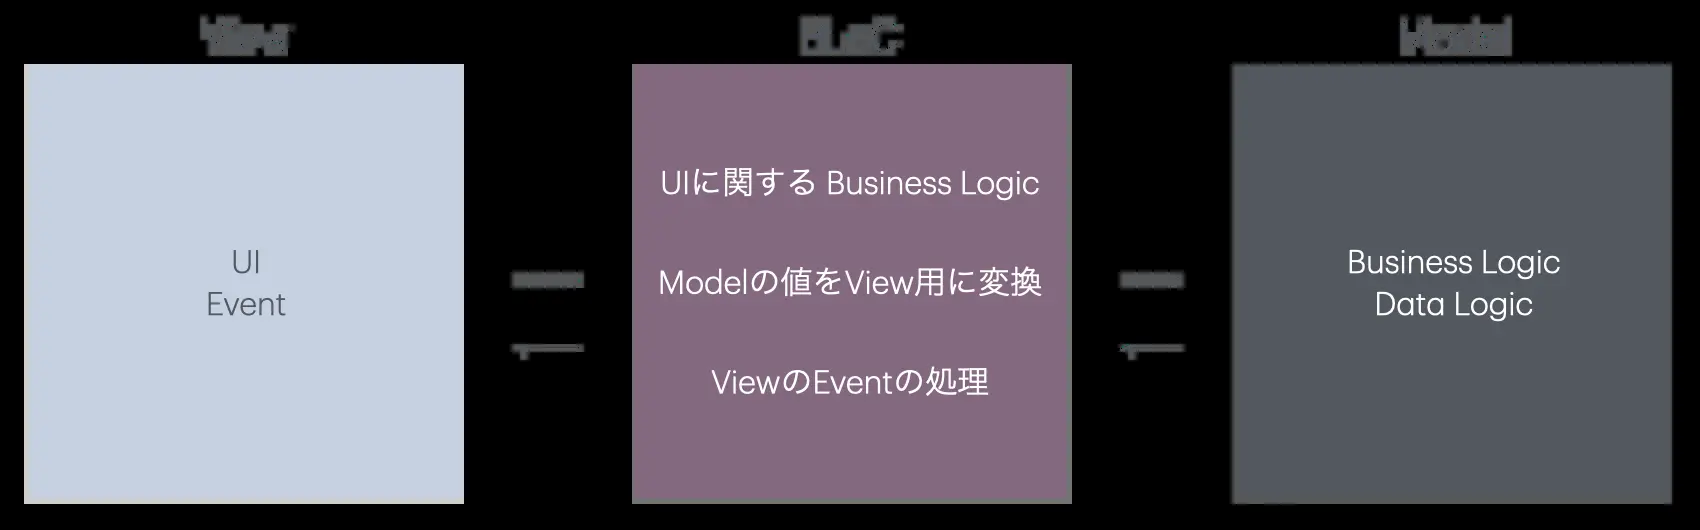 View
BLoC
Model
UI
Event
UIに関する Business Logic
Modelの値をView用に変換
ViewのEventの処理
Business Logic
Data Logic